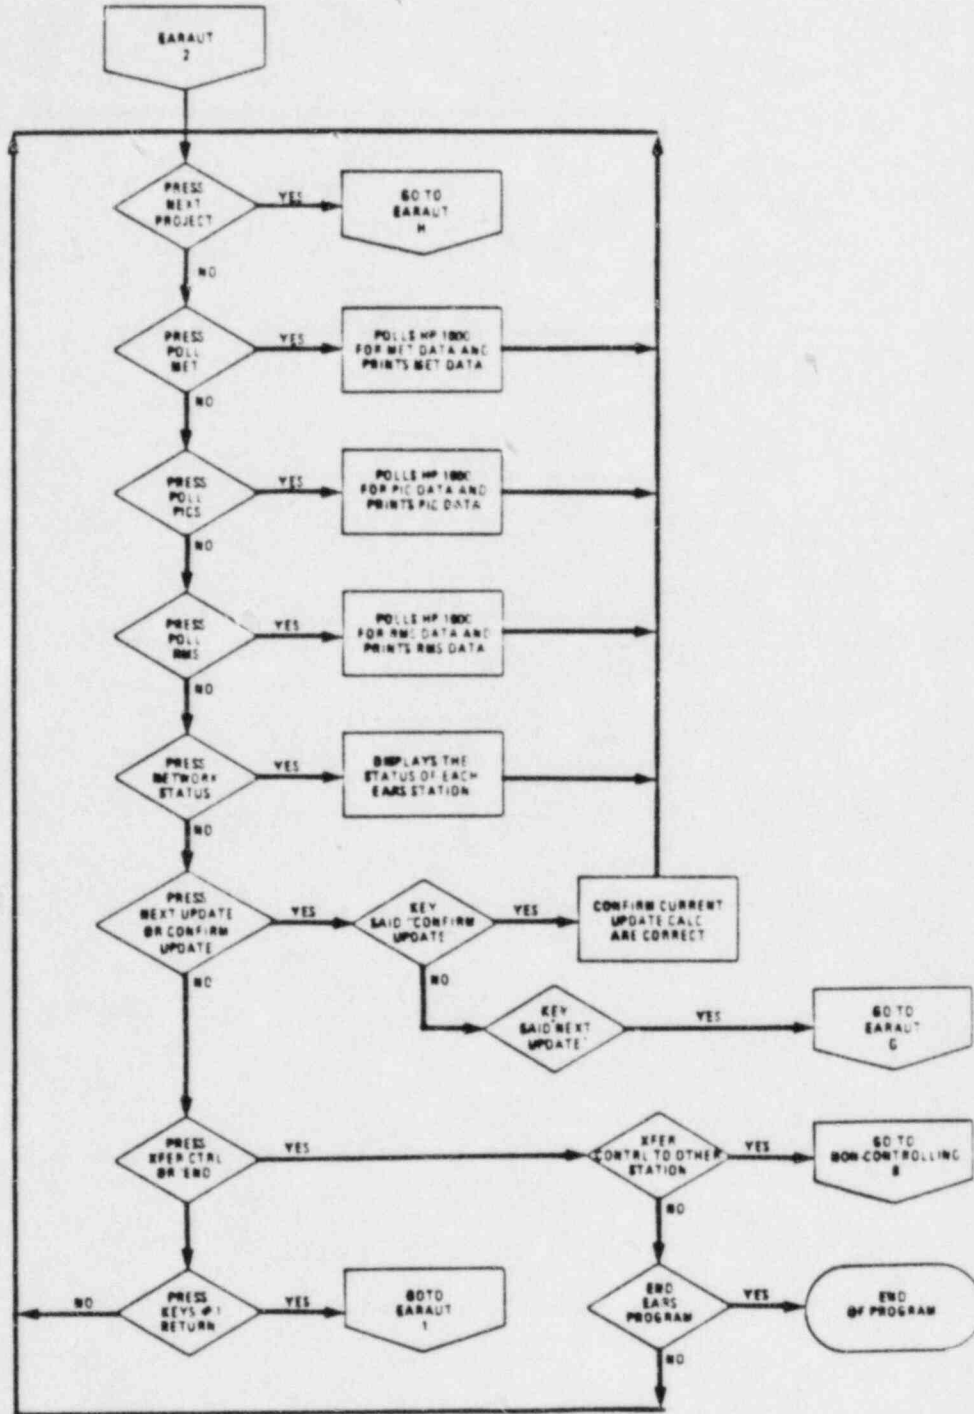 EARAUT
2
PRESS
NEXT
PROJECT
YES
GO TO
EARAUT
H
NO
PRESS
POLL
MET
YES
POLLS HP 1000
FOR MET DATA AND
PRINTS MET DATA
NO
PRESS
POLL
PICS
YES
POLLS HP 1000
FOR PIC DATA AND
PRINTS PIC DATA
NO
PRESS
POLL
RMS
YES
POLLS HP 1000
FOR RMS DATA AND
PRINTS RMS DATA
NO
PRESS
NETWORK
STATUS
YES
DISPLAYS THE
STATUS OF EACH
EARS STATION
NO
PRESS
NEXT UPDATE
OR CONFIRM
UPDATE
YES
KEY
SAID "CONFIRM
UPDATE
YES
CONFIRM CURRENT
UPDATE CALC
ARE CORRECT
NO
NO
KEY
SAID "NEXT
UPDATE"
YES
GO TO
EARAUT
G
PRESS
XFER CTRL
OR 'END
YES
XFER
CONTRL TO OTHER
STATION
YES
GO TO
NON-CONTROLLING
NO
NO
PRESS
KEYS #1
RETURN
YES
GOTO
EARAUT
1
END
EARS
PROGRAM
YES
END
OF PROGRAM
NO